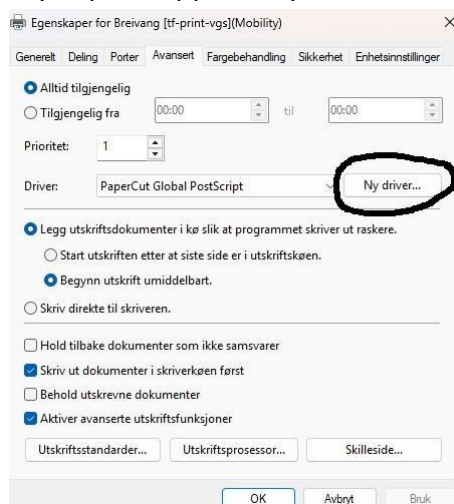 Egenskaper for Breivang [tf-print-vgs](Mobility)
Generelt Deling Porter Avansert Fargebehandling Sikkerhet Enhetsinnstillinger
Alltid tilgjengelig
Tilgjengelig fra 00:00 til 00:00
Prioritet: 1
Driver: PaperCut Global PostScript Ny driver...
Legg utskriftsdokumenter i kø slik at programmet skriver ut raskere.
Start utskriften etter at siste side er i utskriftskøen.
Begynn utskrift umiddelbart.
Skriv direkte til skriveren.
Hold tilbake dokumenter som ikke samsvarer
Skriv ut dokumenter i skriverkøen først
Behold utskrevne dokumenter
Aktiver avanserte utskriftsfunksjoner
Utskriftsstandarder... Utskriftsprosessor... Skilleside...
OK Avbryt Bruk